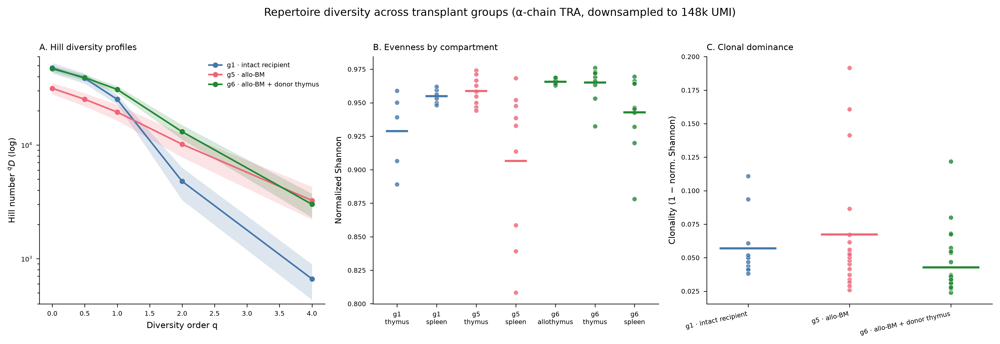 Repertoire diversity across transplant groups (α-chain TRA, downsampled to 148k UMI)
A. Hill diversity profiles
g1 · intact recipient
g5 · allo-BM
g6 · allo-BM + donor thymus
Hill number qD (log)
10⁴
10³
0.0 0.5 1.0 1.5 2.0 2.5 3.0 3.5 4.0
Diversity order q
B. Evenness by compartment
Normalized Shannon
0.975
0.950
0.925
0.900
0.875
0.850
0.825
0.800
g1 thymus
g1 spleen
g5 thymus
g5 spleen
g6 allothymus
g6 thymus
g6 spleen
C. Clonal dominance
Clonality (1 − norm. Shannon)
0.200
0.175
0.150
0.125
0.100
0.075
0.050
0.025
g1 · intact recipient
g5 · allo-BM
g6 · allo-BM + donor thymus